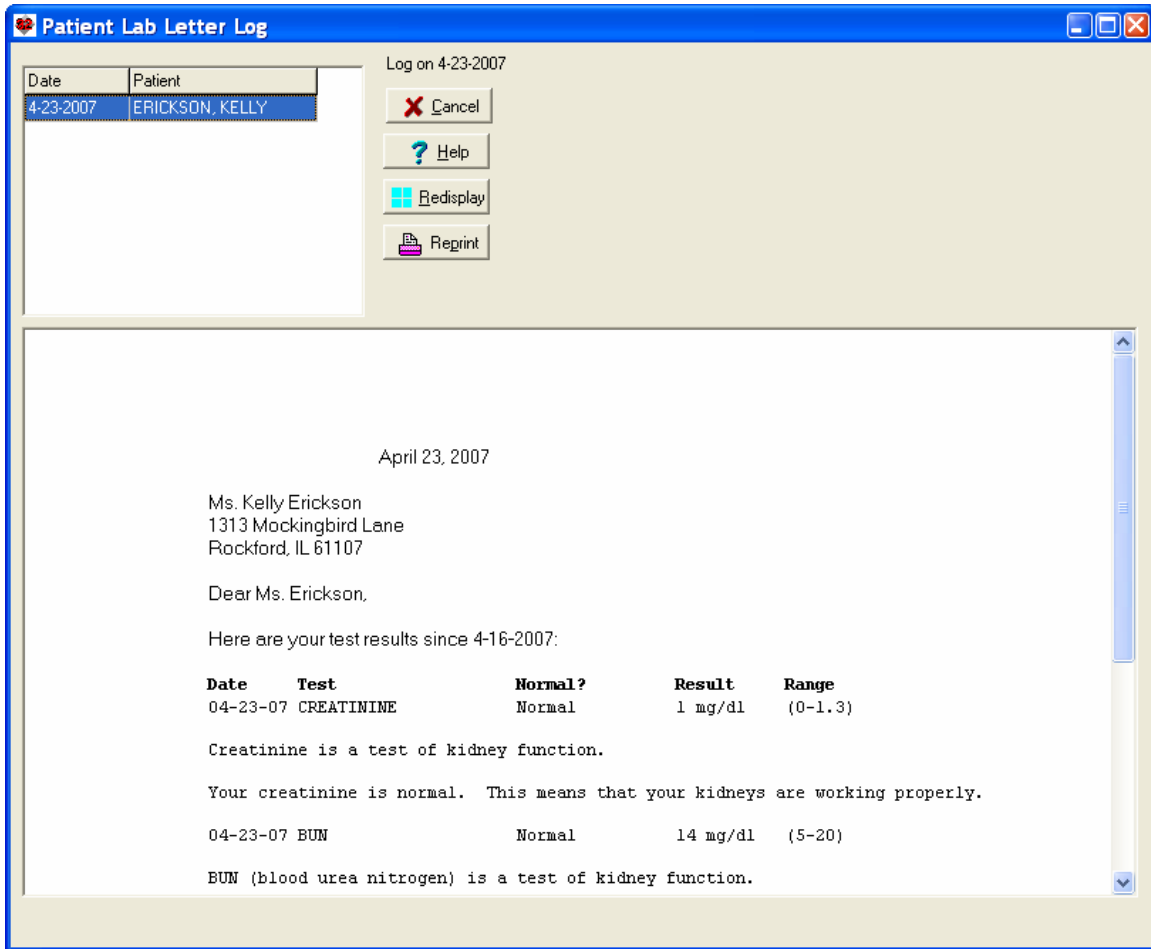 Patient Lab Letter Log
Date Patient
4-23-2007 ERICKSON, KELLY
Log on 4-23-2007
Cancel
Help
Redisplay
Reprint
April 23, 2007
Ms. Kelly Erickson
1313 Mockingbird Lane
Rockford, IL 61107
Dear Ms. Erickson,
Here are your test results since 4-16-2007:
Date Test Normal? Result Range
04-23-07 CREATININE Normal 1 mg/dl (0-1.3)
Creatinine is a test of kidney function.
Your creatinine is normal. This means that your kidneys are working properly.
04-23-07 BUN Normal 14 mg/dl (5-20)
BUN (blood urea nitrogen) is a test of kidney function.